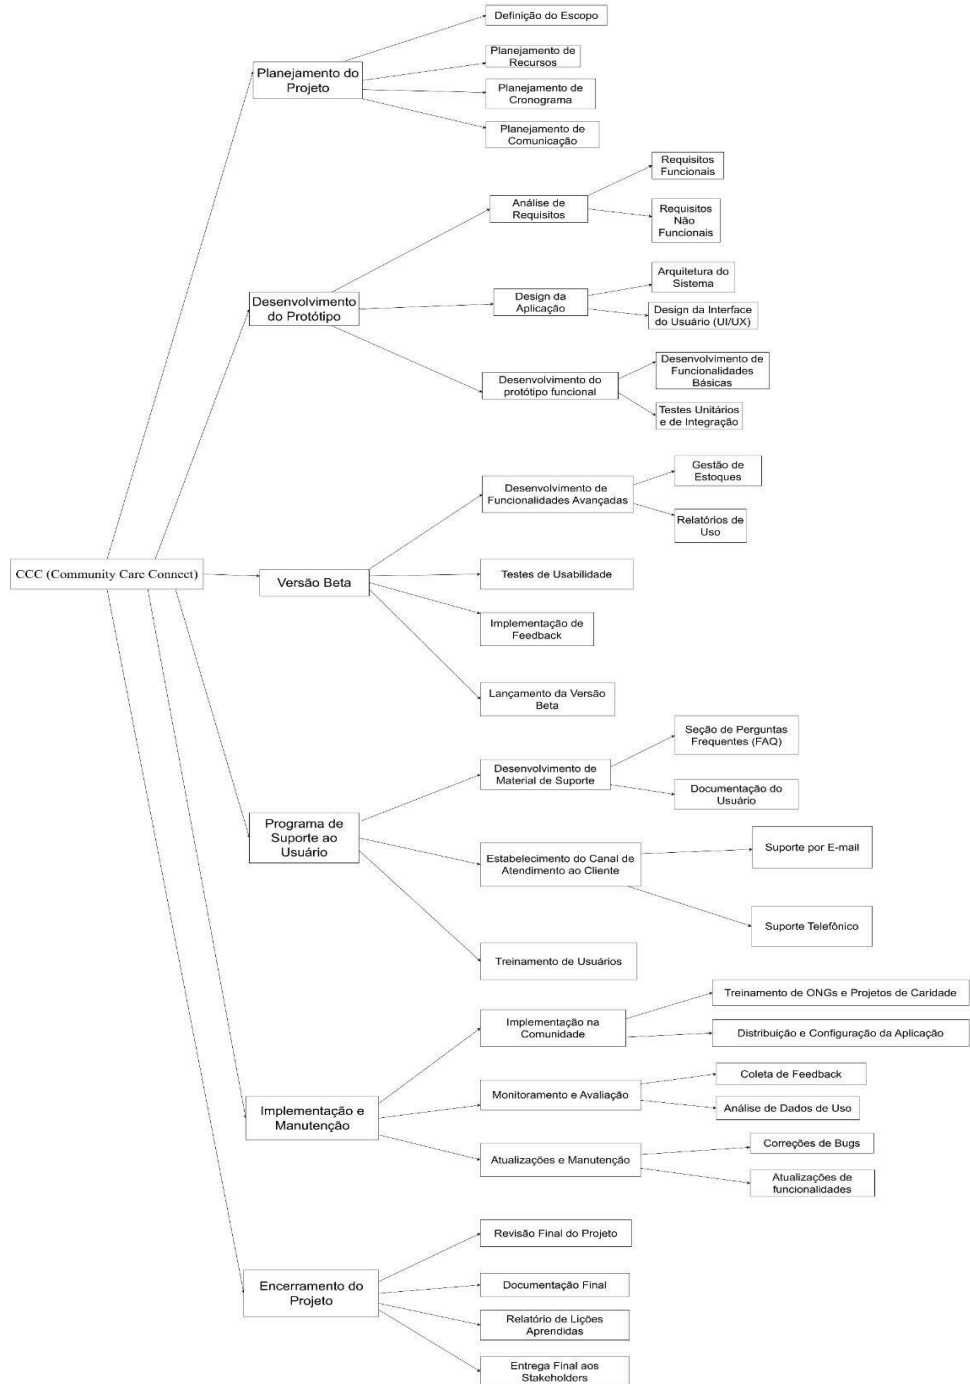 Definição do Escopo
Planejamento de
Recursos
Planejamento do
Projeto
Planejamento de
Cronograma
Planejamento de
Comunicação
Requisitos
Funcionais
Análise de
Requisitos
Requisitos
Não
Funcionais
Arquitetura do
Sistema
Desenvolvimento
do Protótipo
Design da
Aplicação
Design da Interface
do Usuário (UI/UX)
Desenvolvimento de
Funcionalidades
Básicas
Desenvolvimento do
protótipo funcional
Testes Unitários
e de Integração
Gestão de
Estoques
Desenvolvimento de
Funcionalidades Avançadas
Relatórios de
Uso
CCC (Community Care Connect)
Versão Beta
Testes de Usabilidade
Implementação de
Feedback
Lançamento da Versão
Beta
Seção de Perguntas
Frequentes (FAQ)
Desenvolvimento de
Material de Suporte
Documentação do
Usuário
Programa de
Suporte ao
Usuário
Estabelecimento do Canal de
Atendimento ao Cliente
Suporte por E-mail
Suporte Telefônico
Treinamento de Usuários
Treinamento de ONGs e Projetos de Caridade
Implementação na
Comunidade
Distribuição e Configuração da Aplicação
Coleta de Feedback
Monitoramento e Avaliação
Análise de Dados de Uso
Implementação e
Manutenção
Correções de Bugs
Atualizações e Manutenção
Atualizações de
funcionalidades
Revisão Final do Projeto
Encerramento do
Projeto
Documentação Final
Relatório de Lições
Aprendidas
Entrega Final aos
Stakeholders